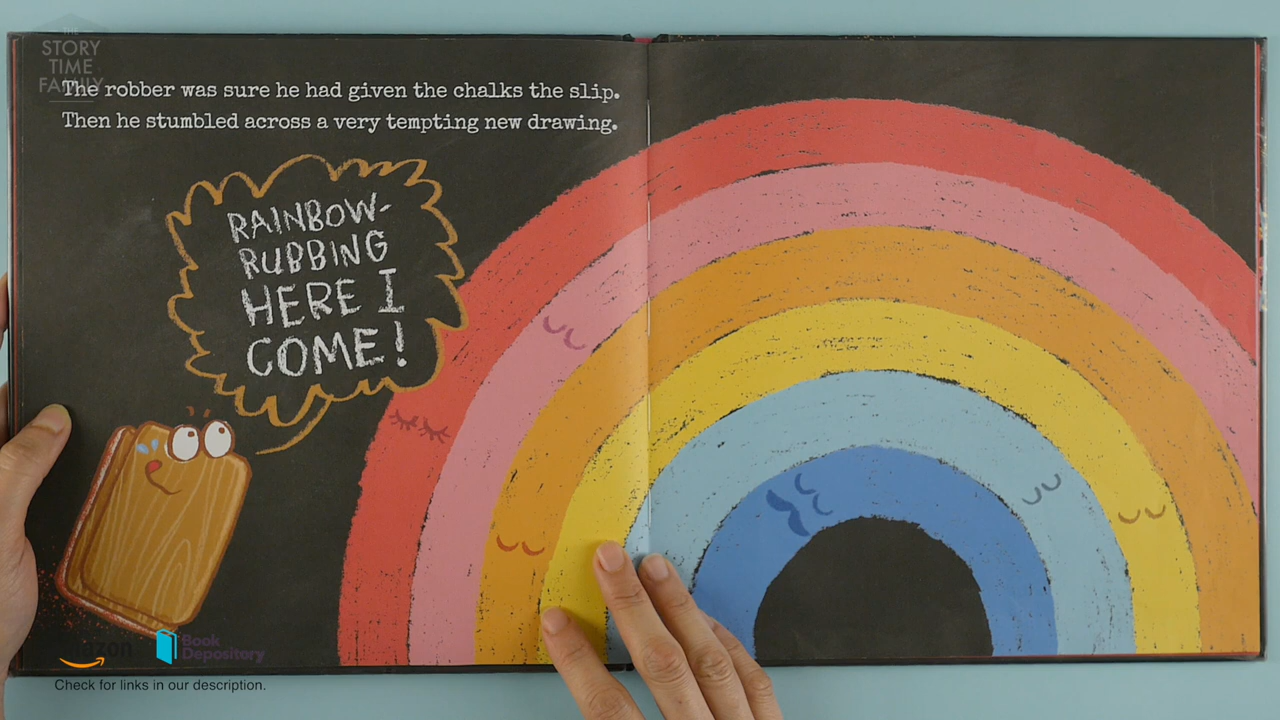 THE
STORY
TIME
FAMILY
The robber was sure he had given the chalks the slip.
Then he stumbled across a very tempting new drawing.
RAINBOW-
RUBBING
HERE I
COME!
amazon
Book
Depository
Check for links in our description.